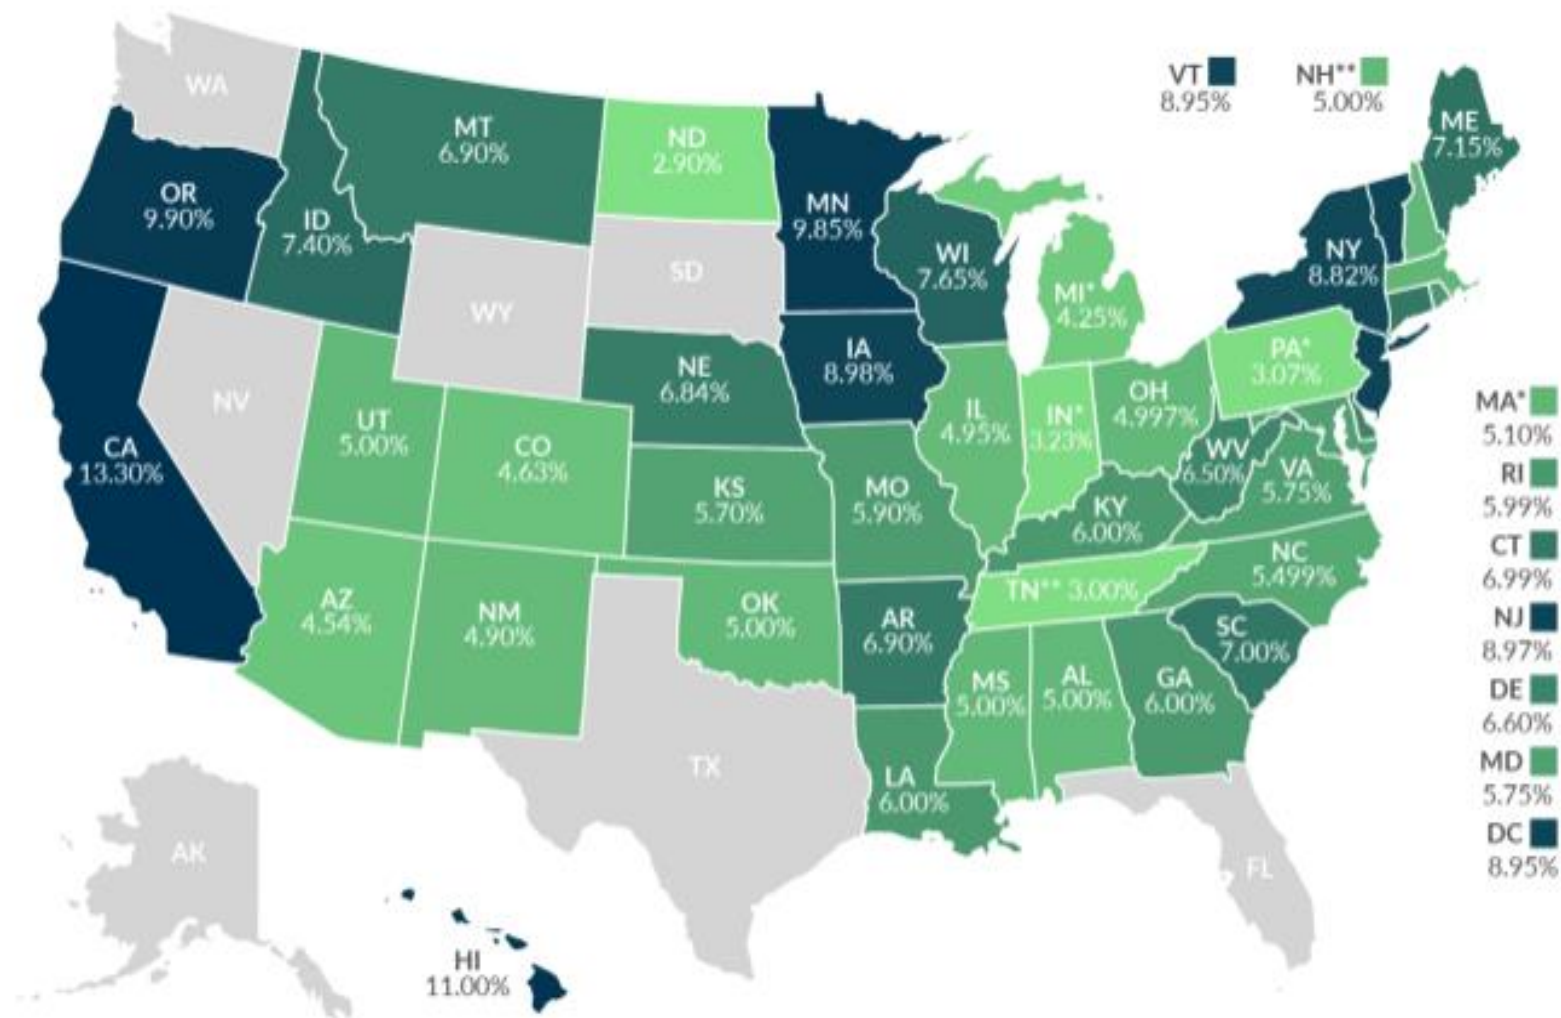 WA
VT
8.95%
NH**
5.00%
ME
7.15%
MT
6.90%
ND
2.90%
OR
9.90%
ID
7.40%
MN
9.85%
WI
7.65%
NY
8.82%
SD
WY
MI*
4.25%
IA
8.98%
NE
6.84%
PA*
3.07%
NV
UT
5.00%
CO
4.63%
IL
4.95%
IN*
3.23%
OH
4.997%
CA
13.30%
KS
5.70%
MO
5.90%
WV
6.50%
VA
5.75%
KY
6.00%
NC
5.499%
AZ
4.54%
NM
4.90%
OK
5.00%
AR
6.90%
TN** 3.00%
SC
7.00%
MS
5.00%
AL
5.00%
GA
6.00%
TX
LA
6.00%
AK
FL
HI
11.00%
MA*
5.10%
RI
5.99%
CT
6.99%
NJ
8.97%
DE
6.60%
MD
5.75%
DC
8.95%